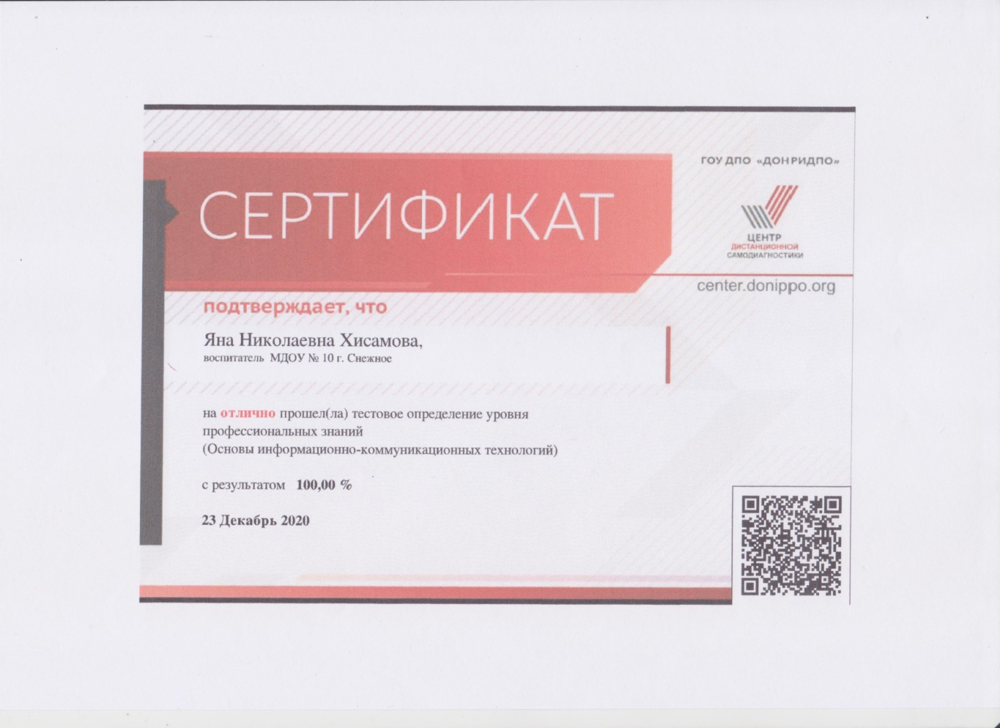 СЕРТИФИКАТ
ГОУ ДПО «ДОНРИДПО»
ЦЕНТР
ДИСТАНЦИОННОЙ
САМОДИАГНОСТИКИ
center.donippo.org
подтверждает, что
Яна Николаевна Хисамова,
воспитатель МДОУ № 10 г. Снежное
на отлично прошел(ла) тестовое определение уровня
профессиональных знаний
(Основы информационно-коммуникационных технологий)
с результатом 100,00 %
23 Декабрь 2020